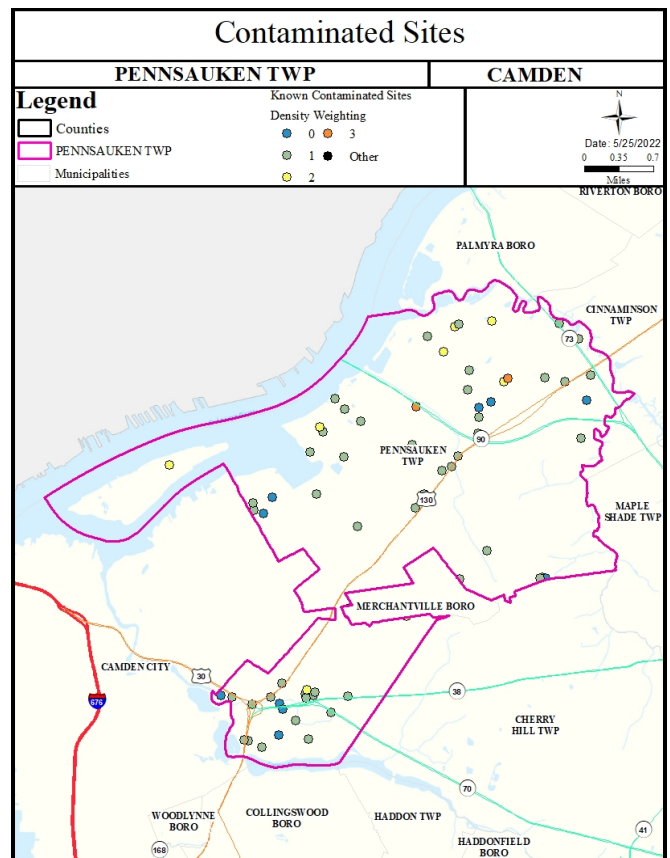 Contaminated Sites
PENNSAUKEN TWP
CAMDEN
Legend
Counties
PENNSAUKEN TWP
Municipalities
Known Contaminated Sites
Density Weighting
0 3
1 Other
2
N
Date: 5/25/2022
0 0.35 0.7
Miles
RIVERTON BORO
PALMYRA BORO
CINNAMINSON
TWP
73
90
PENNSAUKEN
TWP
130
MAPLE
SHADE TWP
MERCHANTVILLE BORO
CAMDEN CITY
30
676
38
CHERRY
HILL TWP
70
WOODLYNNE
BORO
COLLINGSWOOD
BORO
HADDON TWP
168
41
HADDONFIELD
BORO